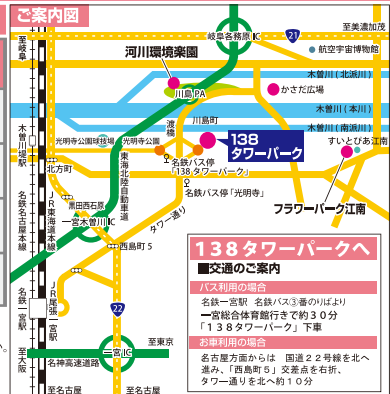 ご案内図
至岐阜
岐阜各務原IC
21
至美濃加茂
航空宇宙博物館
河川環境楽園
木曽川(北派川)
川島PA
かさだ広場
木曽川(本川)
川島町
渡橋
木曽川(南派川)
すいとぴあ江南
木曽川堤駅
光明寺公園球技場
光明寺公園
138
タワーパーク
北方町
名鉄バス停
「138タワーパーク」
名鉄バス停「光明寺」
フラワーパーク江南
東海北陸自動車道
黒田西石原
一宮木曽川IC
タワー通り
名鉄名古屋本線
JR東海道本線
西島町5
名鉄一宮駅
JR尾張一宮駅
22
至東京
一宮IC
名神高速道路
至大阪
至名古屋
至名古屋
138タワーパークへ
■交通のご案内
バス利用の場合
名鉄一宮駅 名鉄バス③番のりばより
一宮総合体育館行きで約30分
「138タワーパーク」下車
お車利用の場合
名古屋方面からは 国道22号線を北へ
進み、「西島町5」交差点を右折、
タワー通りを北へ約10分
い。